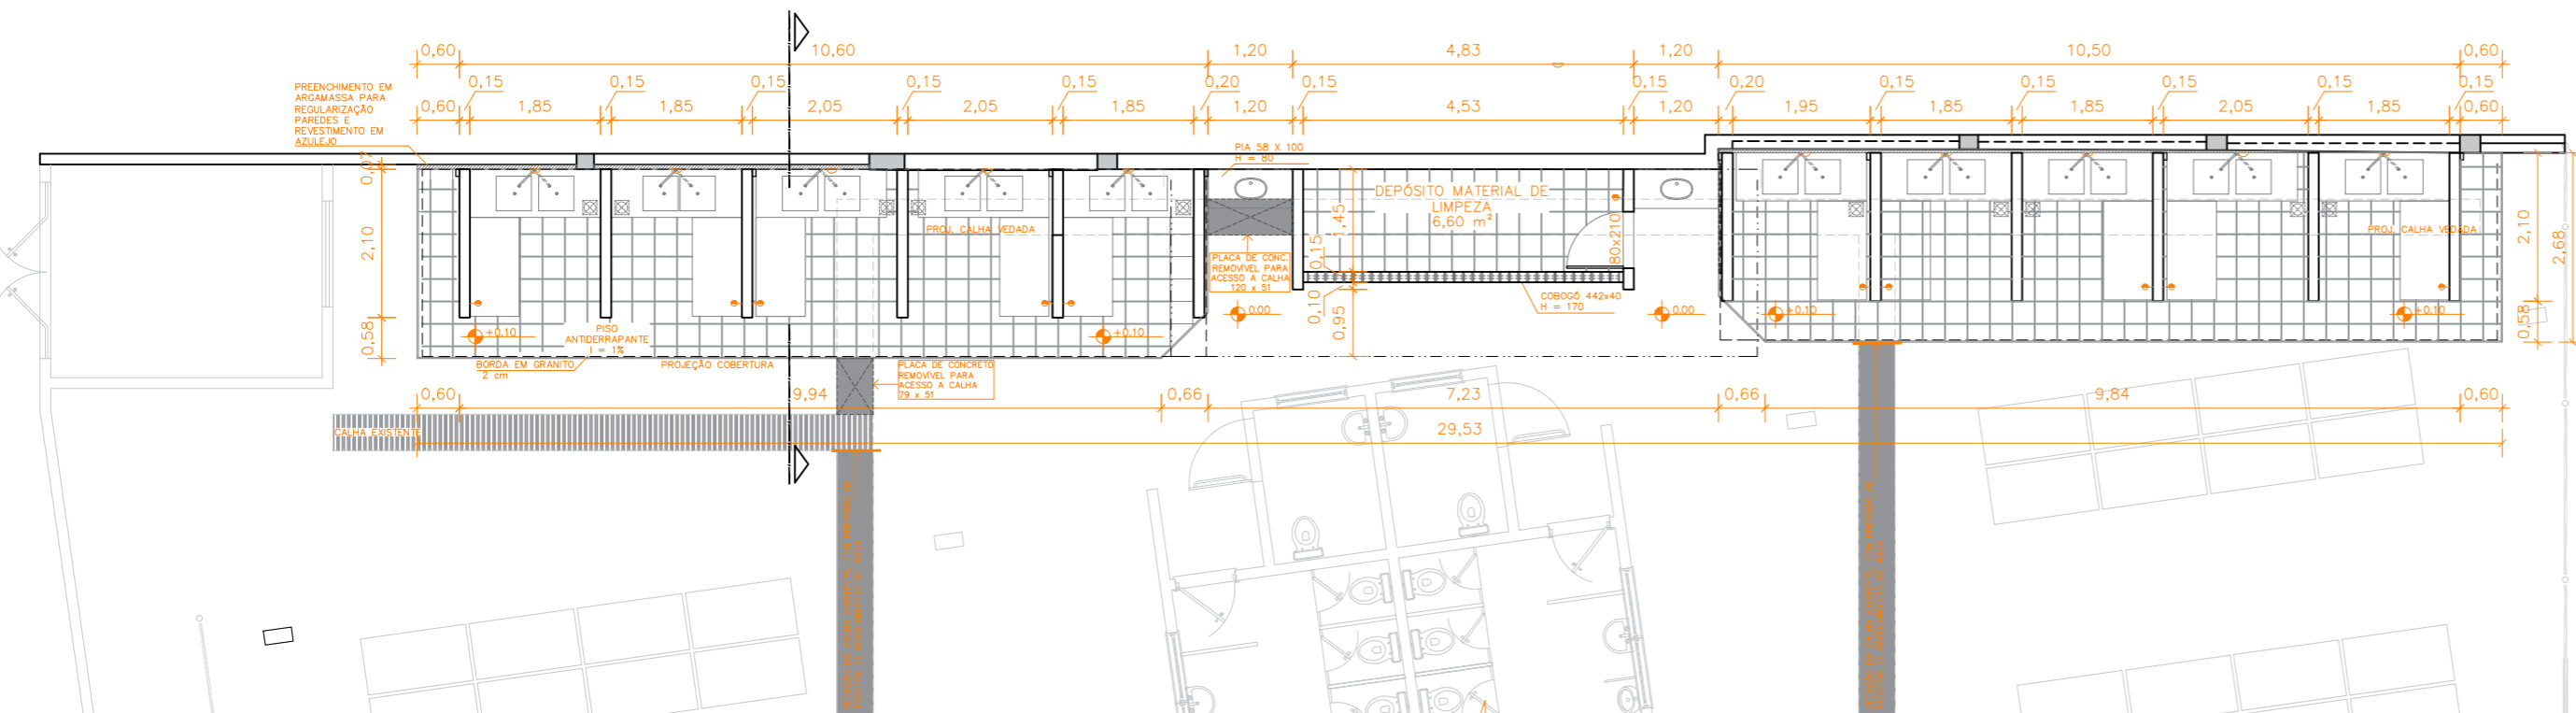 0,60
10,60
1,20
4,83
1,20
10,50
0,60
0,15
0,15
0,15
0,15
0,15
0,20
0,15
0,15
0,20
0,15
0,15
0,15
0,15
0,15
0,60
1,85
1,85
2,05
2,05
1,85
1,20
4,53
1,20
1,95
1,85
1,85
2,05
1,85
0,60
PREENCHIMENTO EM
ARGAMASSA PARA
REGULARIZAÇÃO
PAREDES E
REVESTIMENTO EM
AZULEJO
0,07
2,10
0,58
PIA 58 X 100
H = 80
DEPÓSITO MATERIAL DE
LIMPEZA
6,60 m²
1,45
0,15
0,10
0,95
80x210
PROJ. CALHA VEDADA
PROJ. CALHA VEDADA
2,10
2,68
0,58
PLACA DE CONC.
REMOVÍVEL PARA
ACESSO A CALHA
120 x 51
COBOGÓ 442x40
H = 170
0.00
0.00
+0.10
+0.10
+0.10
+0.10
PISO
ANTIDERRAPANTE
i = 1%
BORDA EM GRANITO
2 cm
PROJEÇÃO COBERTURA
PLACA DE CONCRETO
REMOVÍVEL PARA
ACESSO A CALHA
79 x 51
0,60
9,94
0,66
7,23
0,66
9,84
0,60
CALHA EXISTENTE
29,53